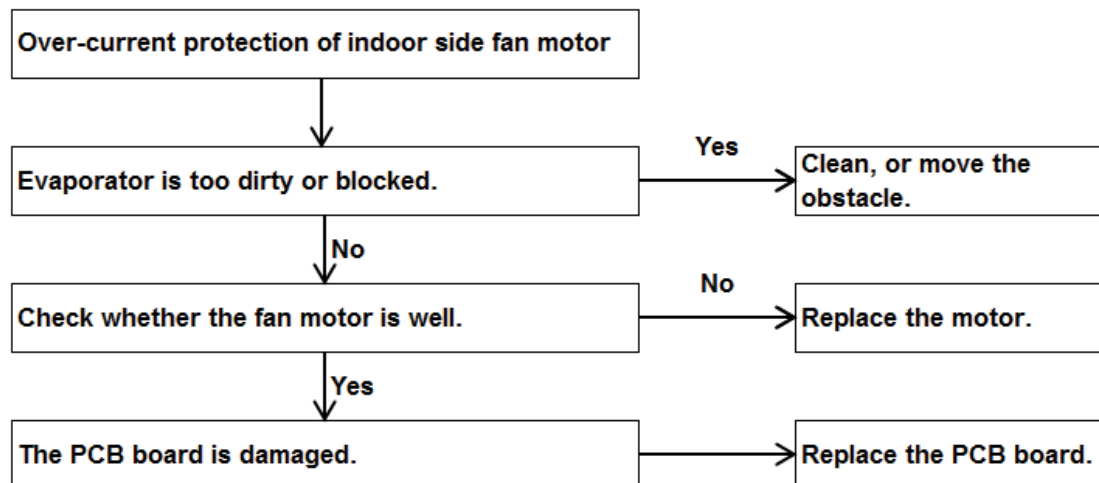 Over-current protection of indoor side fan motor
Yes
Evaporator is too dirty or blocked.
Clean, or move the
obstacle.
No
No
Check whether the fan motor is well.
Replace the motor.
Yes
The PCB board is damaged.
Replace the PCB board.